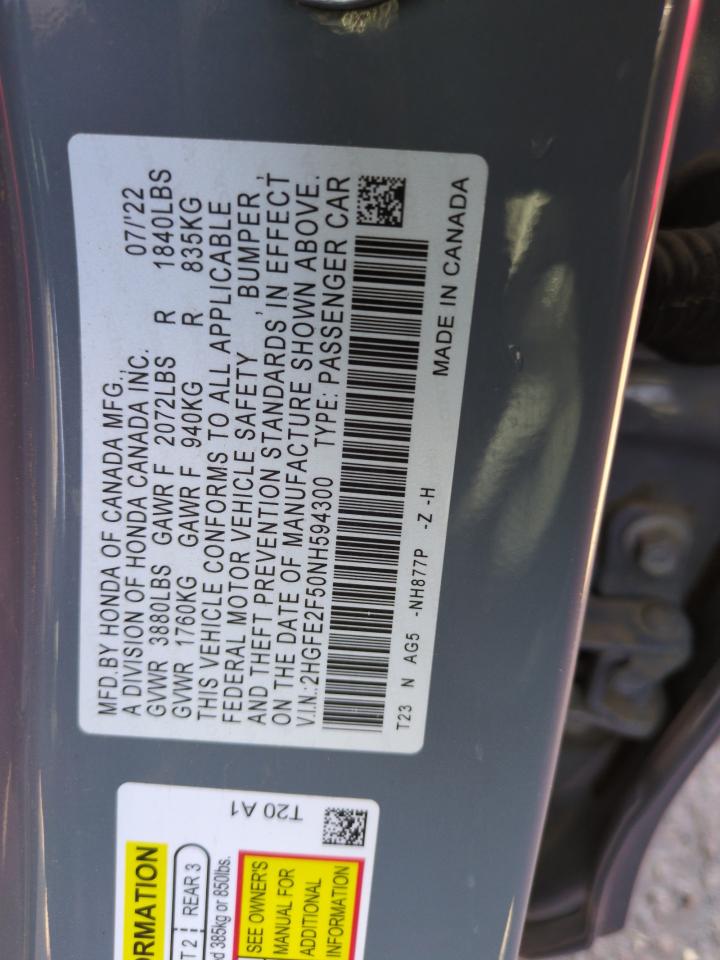 MFD.BY HONDA OF CANADA MFG.,
A DIVISION OF HONDA CANADA INC. 07/'22
GVWR 3880LBS GAWR F 2072LBS R 1840LBS
GVWR 1760KG GAWR F 940KG R 835KG
THIS VEHICLE CONFORMS TO ALL APPLICABLE
FEDERAL MOTOR VEHICLE SAFETY , BUMPER ,
AND THEFT PREVENTION STANDARDS IN EFFECT
ON THE DATE OF MANUFACTURE SHOWN ABOVE.
V.I.N.:2HGFE2F50NH594300 TYPE: PASSENGER CAR
T23 N AG5 -NH877P -Z -H MADE IN CANADA
T20 A1
REAR 3
385kg or 850lbs.
SEE OWNER'S
MANUAL FOR
ADDITIONAL
INFORMATION